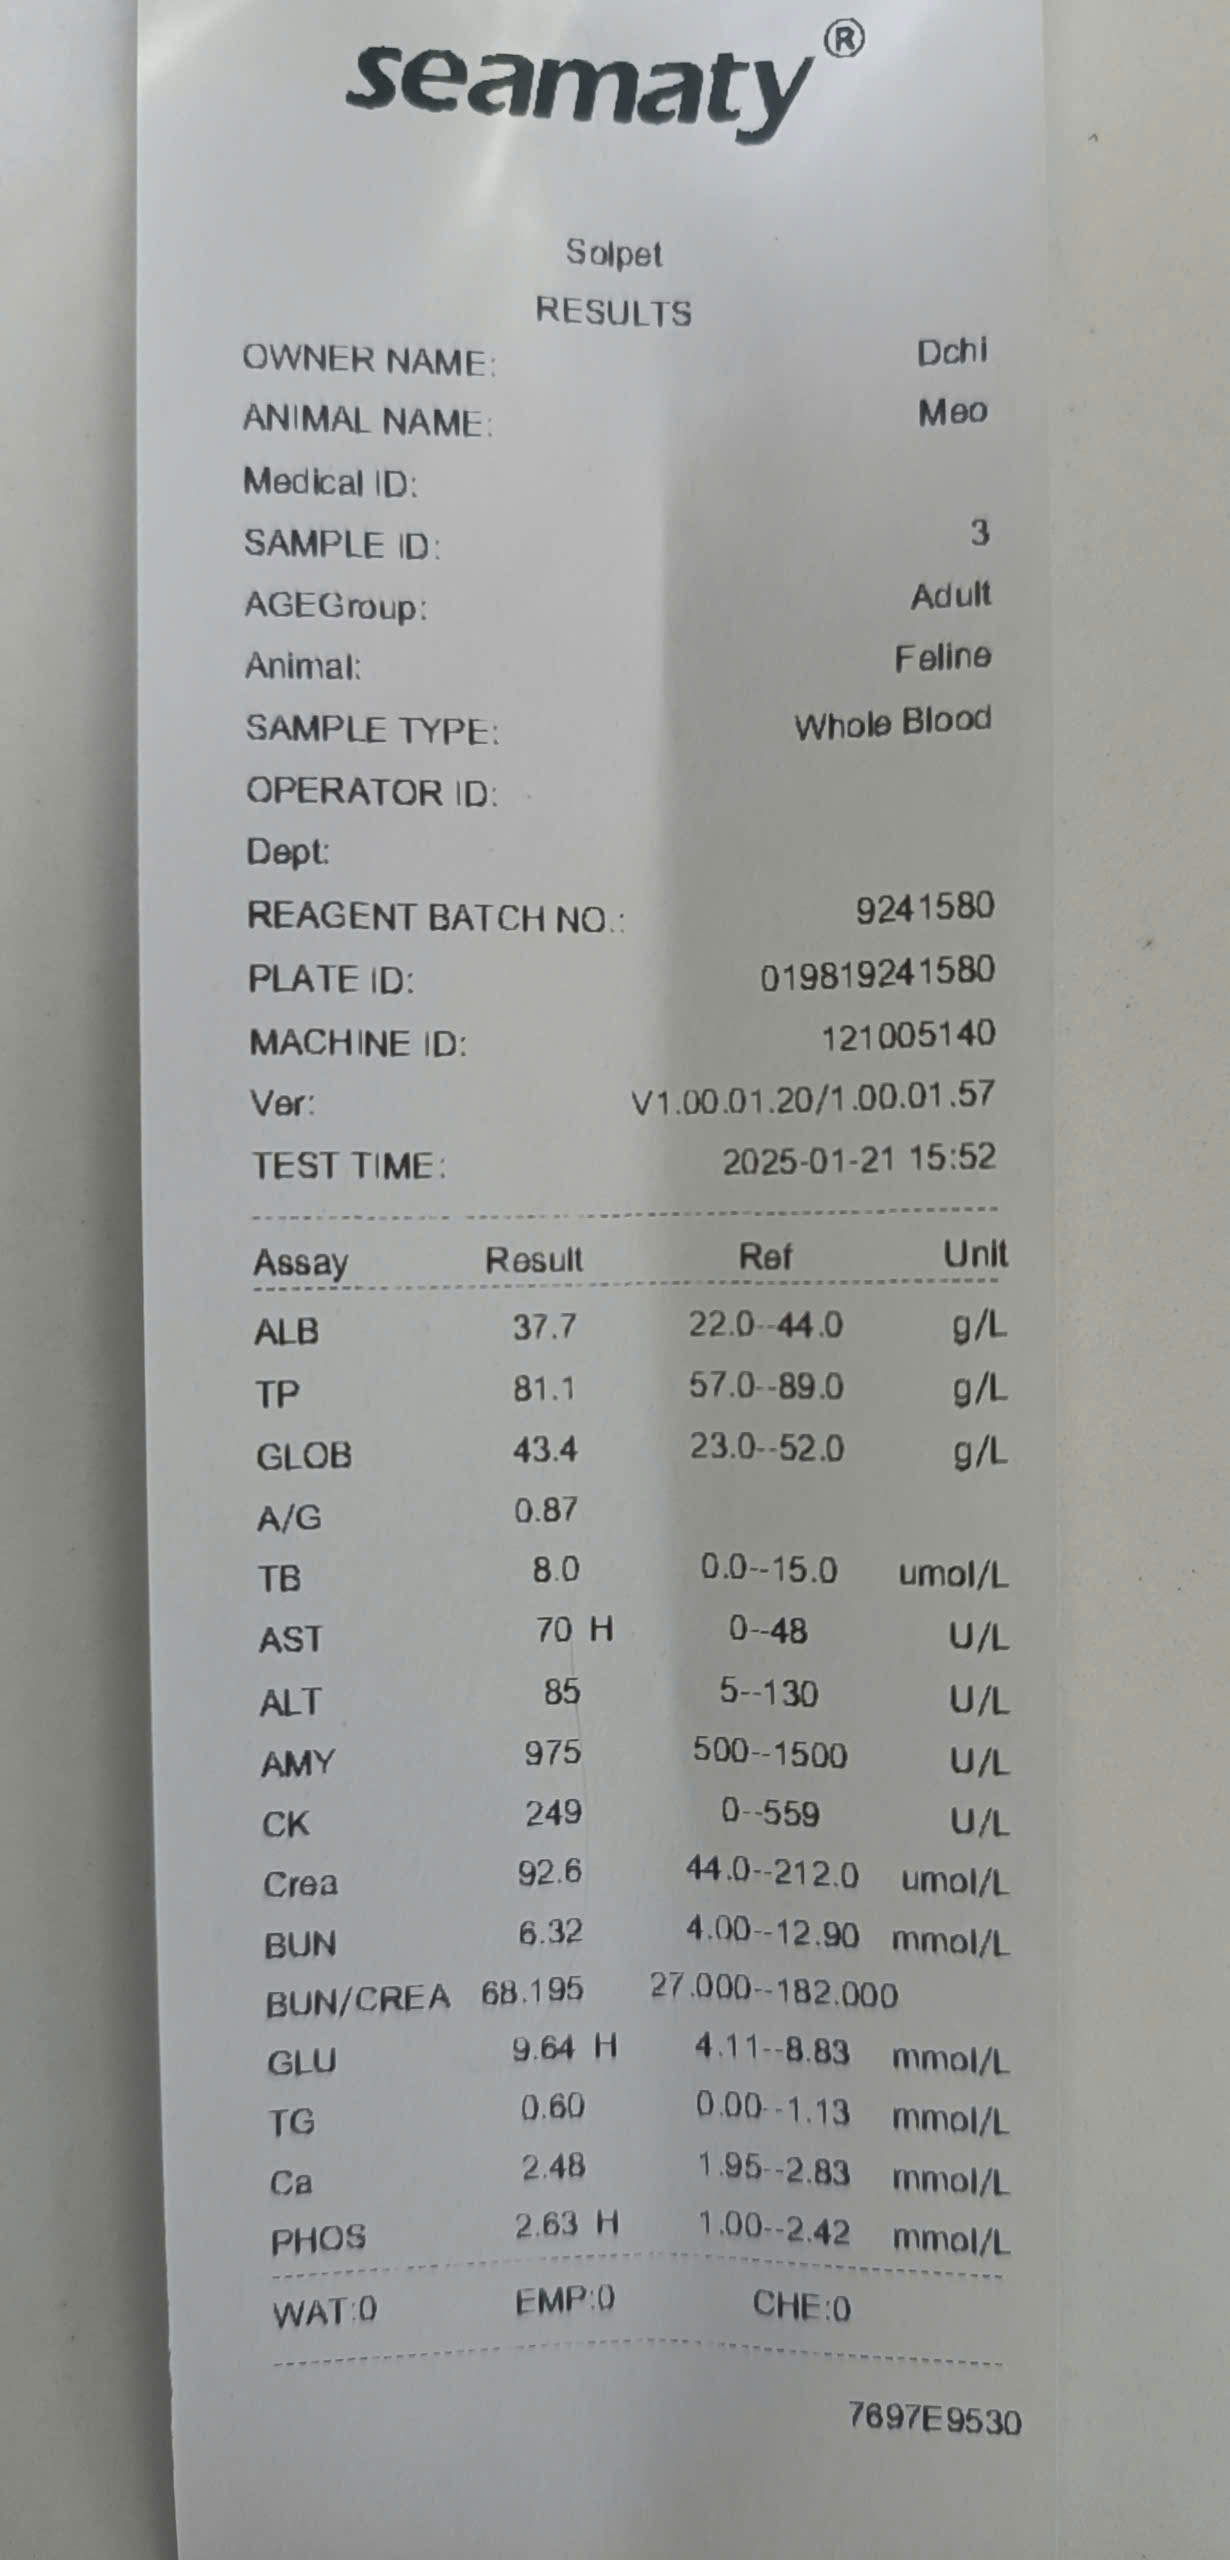 seamaty®
Solpet
RESULTS
OWNER NAME: Dchi
ANIMAL NAME: Meo
Medical ID:
SAMPLE ID: 3
AGEGroup: Adult
Animal: Feline
SAMPLE TYPE: Whole Blood
OPERATOR ID:
Dept:
REAGENT BATCH NO.: 9241580
PLATE ID: 019819241580
MACHINE ID: 121005140
Ver: V1.00.01.20/1.00.01.57
TEST TIME: 2025-01-21 15:52
Assay Result Ref Unit
ALB 37.7 22.0--44.0 g/L
TP 81.1 57.0--89.0 g/L
GLOB 43.4 23.0--52.0 g/L
A/G 0.87
TB 8.0 0.0--15.0 umol/L
AST 70 H 0--48 U/L
ALT 85 5--130 U/L
AMY 975 500--1500 U/L
CK 249 0--559 U/L
Crea 92.6 44.0--212.0 umol/L
BUN 6.32 4.00--12.90 mmol/L
BUN/CREA 68.195 27.000--182.000
GLU 9.64 H 4.11--8.83 mmol/L
TG 0.60 0.00--1.13 mmol/L
Ca 2.48 1.95--2.83 mmol/L
PHOS 2.63 H 1.00--2.42 mmol/L
WAT:0 EMP:0 CHE:0
7697E9530